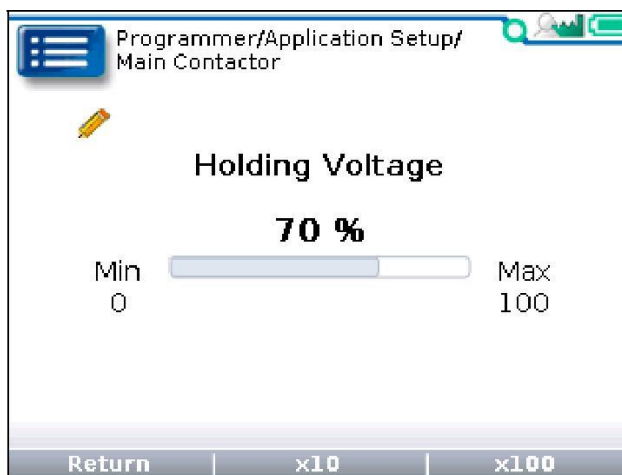 Programmer/Application Setup/
Main Contactor
Holding Voltage
70 %
Min
0
Max
100
Return
x10
x100